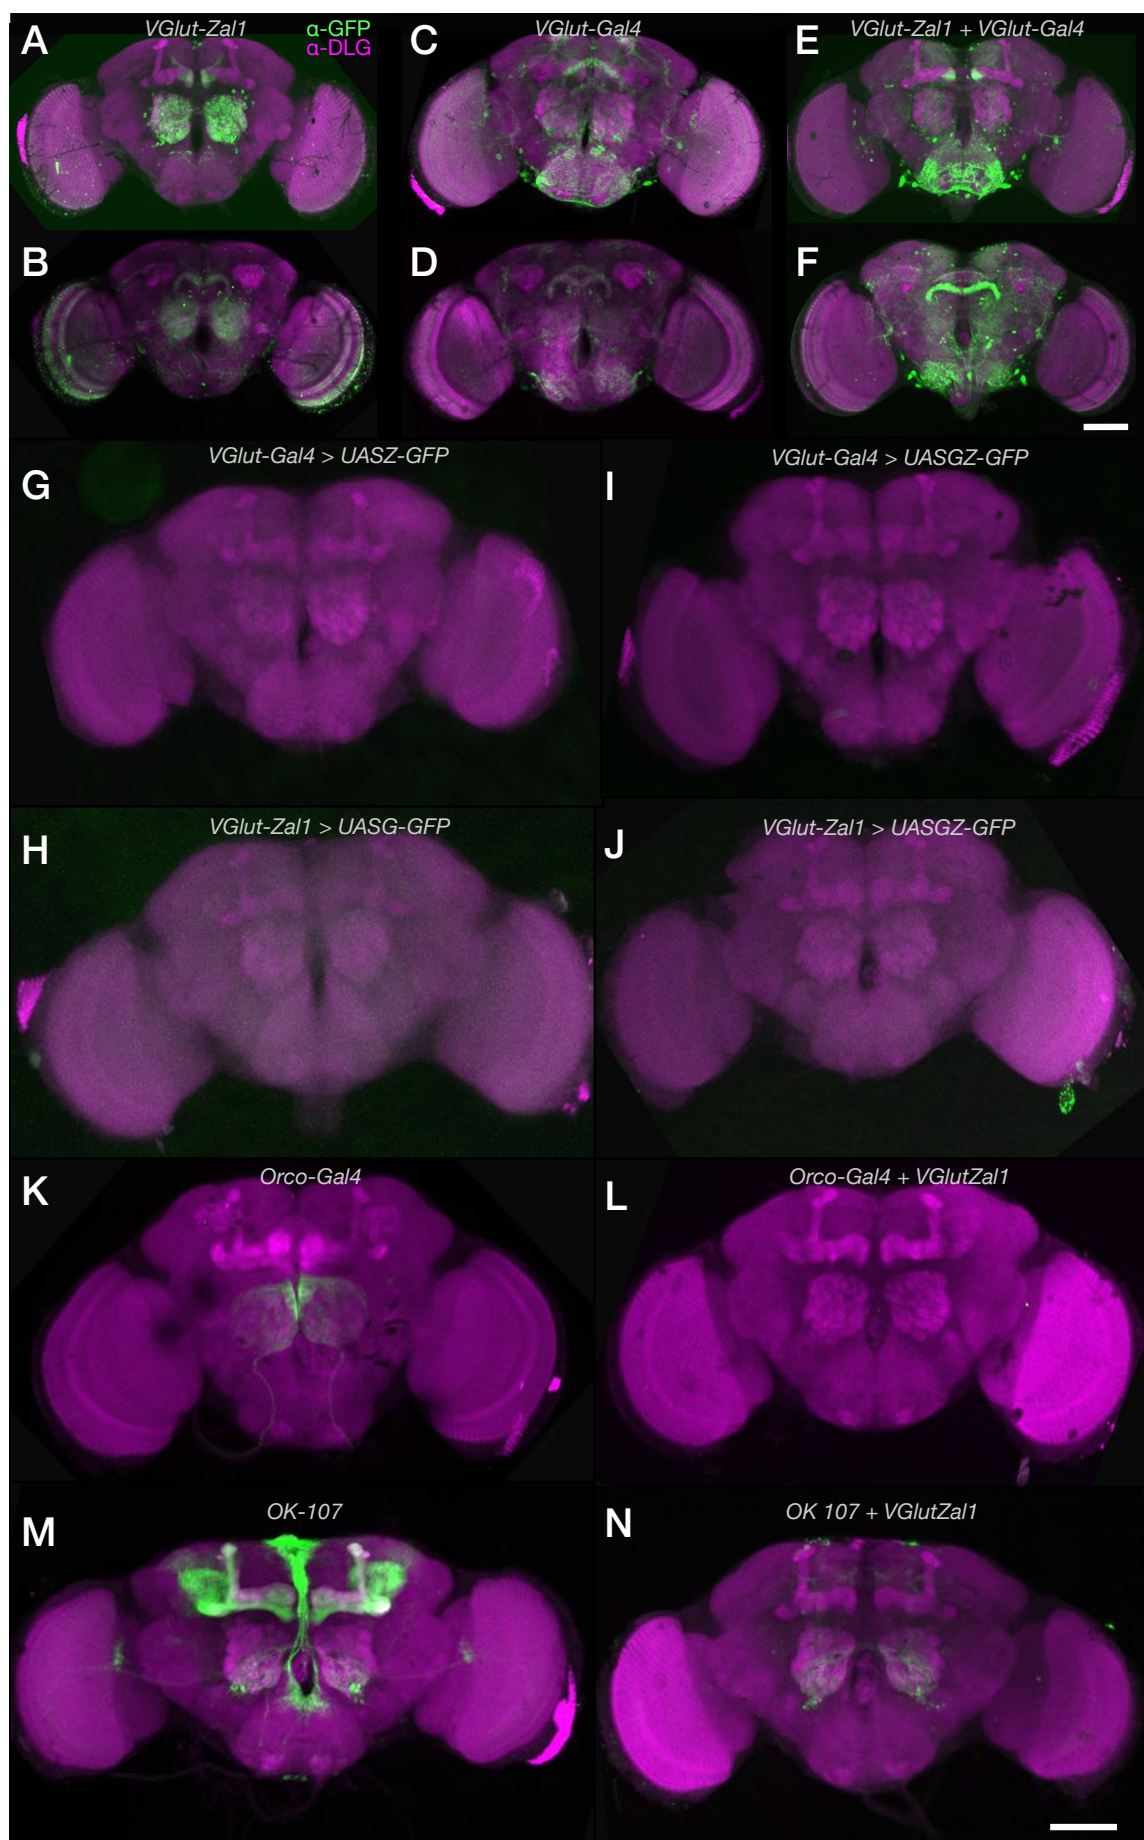 A VGlut-Zal1 α-GFP
α-DLG
C VGlut-Gal4
E VGlut-Zal1 + VGlut-Gal4
B
D
F
G VGlut-Gal4 > UASZ-GFP
I VGlut-Gal4 > UASGZ-GFP
H VGlut-Zal1 > UASG-GFP
J VGlut-Zal1 > UASGZ-GFP
K Orco-Gal4
L Orco-Gal4 + VGlutZal1
M OK-107
N OK 107 + VGlutZal1